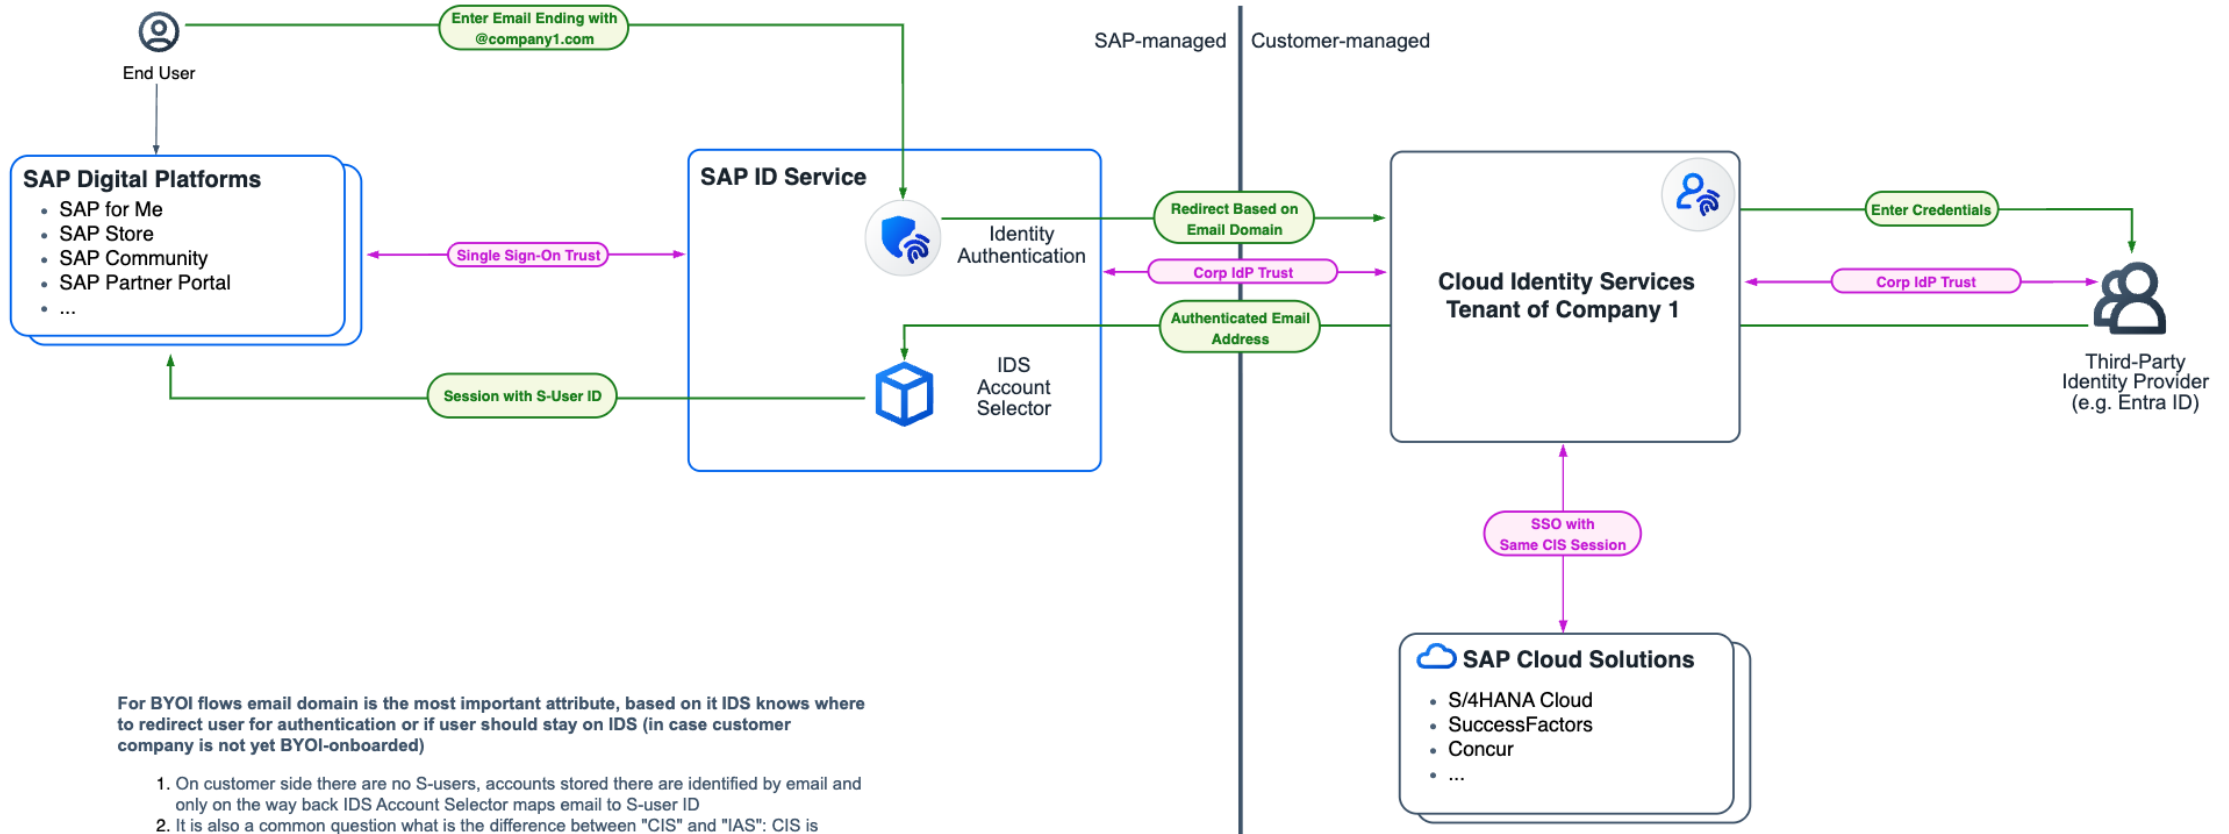 Enter Email Ending with
@company1.com
End User
SAP-managed
Customer-managed
SAP Digital Platforms
• SAP for Me
• SAP Store
• SAP Community
• SAP Partner Portal
• ...
Single Sign-On Trust
SAP ID Service
Identity
Authentication
IDS
Account
Selector
Session with S-User ID
Redirect Based on
Email Domain
Corp IdP Trust
Authenticated Email
Address
Cloud Identity Services
Tenant of Company 1
Enter Credentials
Corp IdP Trust
Third-Party
Identity Provider
(e.g. Entra ID)
SSO with
Same CIS Session
SAP Cloud Solutions
• S/4HANA Cloud
• SuccessFactors
• Concur
• ...
For BYOI flows email domain is the most important attribute, based on it IDS knows where
to redirect user for authentication or if user should stay on IDS (in case customer
company is not yet BYOI-onboarded)
1. On customer side there are no S-users, accounts stored there are identified by email and
only on the way back IDS Account Selector maps email to S-user ID
2. It is also a common question what is the difference between "CIS" and "IAS": CIS is